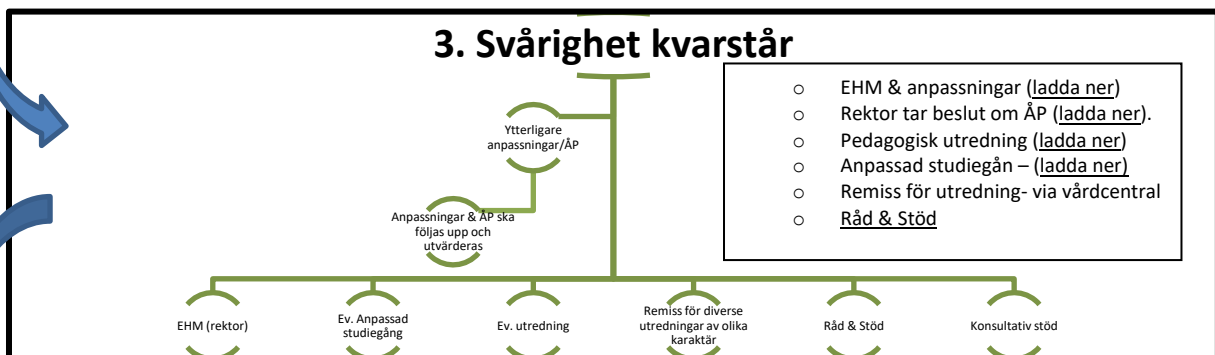 3. Svårighet kvarstår
o EHM & anpassningar (ladda ner)
o Rektor tar beslut om ÅP (ladda ner).
o Pedagogisk utredning (ladda ner)
o Anpassad studiegån – (ladda ner)
o Remiss för utredning- via vårdcentral
o Råd & Stöd
Ytterligare
anpassningar/ÅP
Anpassningar & ÅP ska
följas upp och
utvärderas
EHM (rektor)
Ev. Anpassad
studiegång
Ev. utredning
Remiss för diverse
utredningar av olika
karaktär
Råd & Stöd
Konsultativ stöd